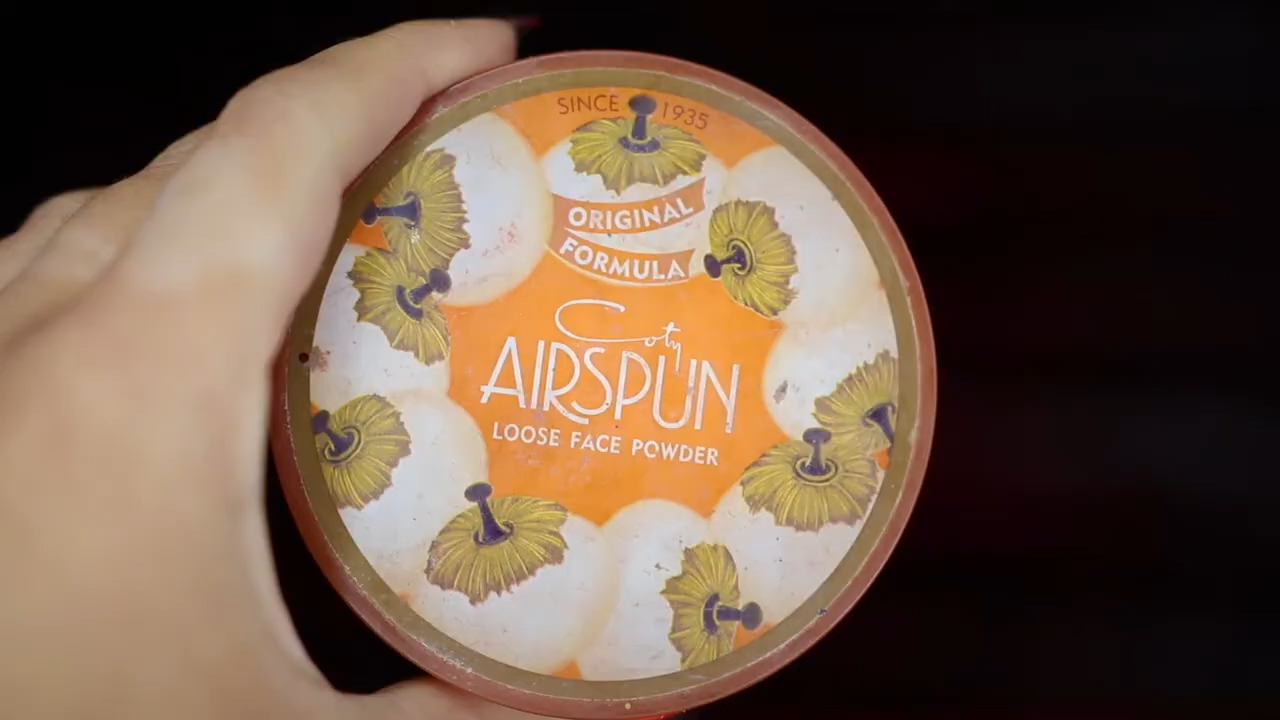 SINCE 1935
ORIGINAL
FORMULA
Coty
AIRSPUN
LOOSE FACE POWDER